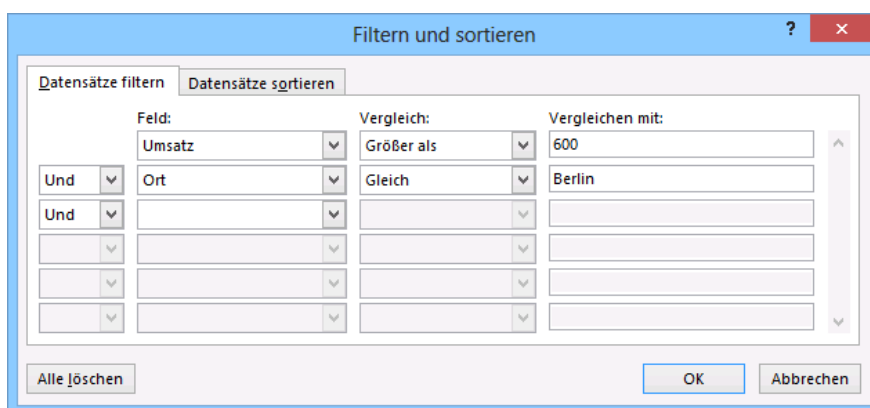 Filtern und sortieren
?
Datensätze filtern Datensätze sortieren
Feld: Vergleich: Vergleichen mit:
Umsatz Größer als 600
Und Ort Gleich Berlin
Und
Alle löschen OK Abbrechen